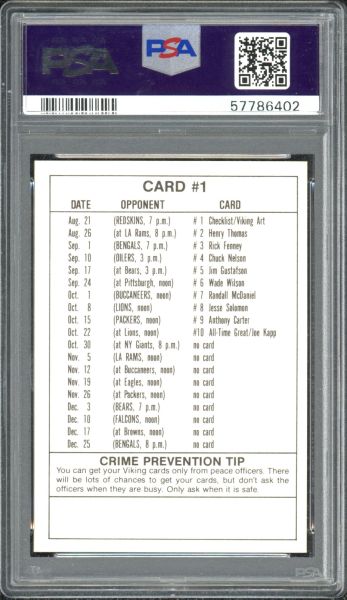 PSA
PSA
57786402
CARD #1
DATE OPPONENT CARD
Aug. 21 (REDSKINS, 7 p.m.) # 1 Checklist/Viking Art
Aug. 26 (at LA Rams, 8 p.m.) # 2 Henry Thomas
Sep. 1 (BENGALS, 7 p.m.) # 3 Rick Fenney
Sep. 10 (OILERS, 3 p.m.) # 4 Chuck Nelson
Sep. 17 (at Bears, 3 p.m.) # 5 Jim Gustafson
Sep. 24 (at Pittsburgh, noon) # 6 Wade Wilson
Oct. 1 (BUCCANEERS, noon) # 7 Randall McDaniel
Oct. 8 (LIONS, noon) # 8 Jesse Solomon
Oct. 15 (PACKERS, noon) # 9 Anthony Carter
Oct. 22 (at Lions, noon) #10 All-Time Great/Joe Kapp
Oct. 30 (at NY Giants, 8 p.m.) no card
Nov. 5 (LA RAMS, noon) no card
Nov. 12 (at Buccaneers, noon) no card
Nov. 19 (at Eagles, noon) no card
Nov. 26 (at Packers, noon) no card
Dec. 3 (BEARS, 7 p.m.) no card
Dec. 10 (FALCONS, noon) no card
Dec. 17 (at Browns, noon) no card
Dec. 25 (BENGALS, 8 p.m.) no card
CRIME PREVENTION TIP
You can get your Viking cards only from peace officers. There
will be lots of chances to get your cards, but don't ask the
officers when they are busy. Only ask when it is safe.
PSA